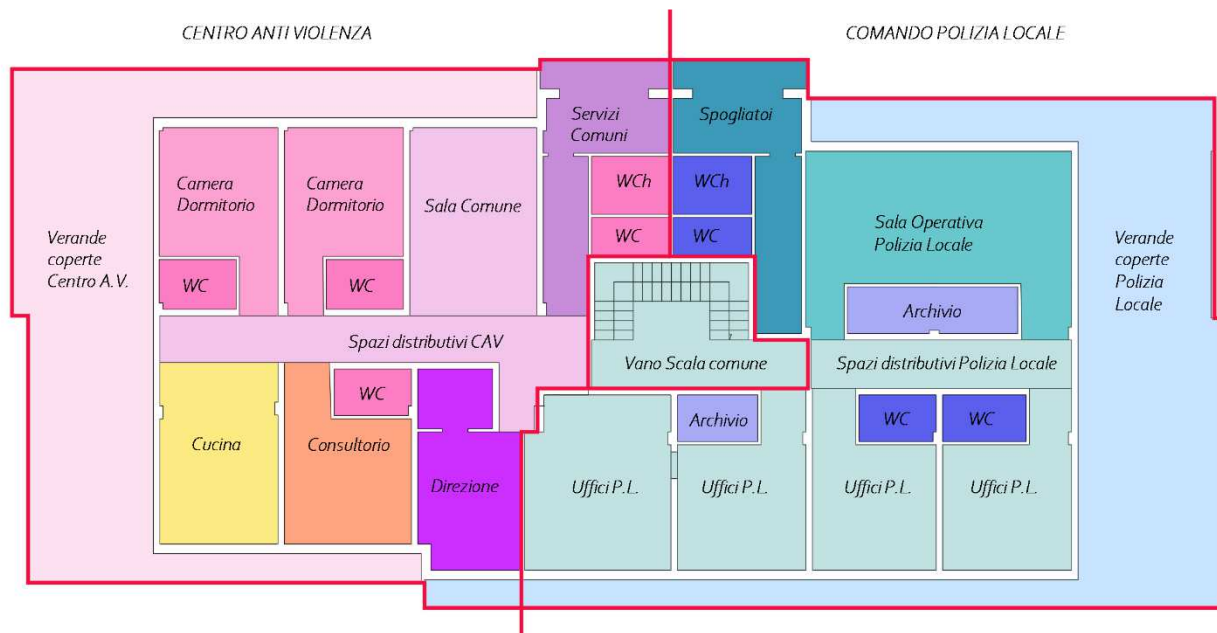 CENTRO ANTI VIOLENZA
COMANDO POLIZIA LOCALE
Servizi
Comuni
Spogliatoi
Camera
Dormitorio
Camera
Dormitorio
Sala Comune
WCh
WCh
WC
WC
Sala Operativa
Polizia Locale
Verande
coperte
Centro A.V.
Verande
coperte
Polizia
Locale
WC
WC
Archivio
Spazi distributivi CAV
Vano Scala comune
Spazi distributivi Polizia Locale
WC
Archivio
WC
WC
Cucina
Consultorio
Direzione
Uffici P.L.
Uffici P.L.
Uffici P.L.
Uffici P.L.